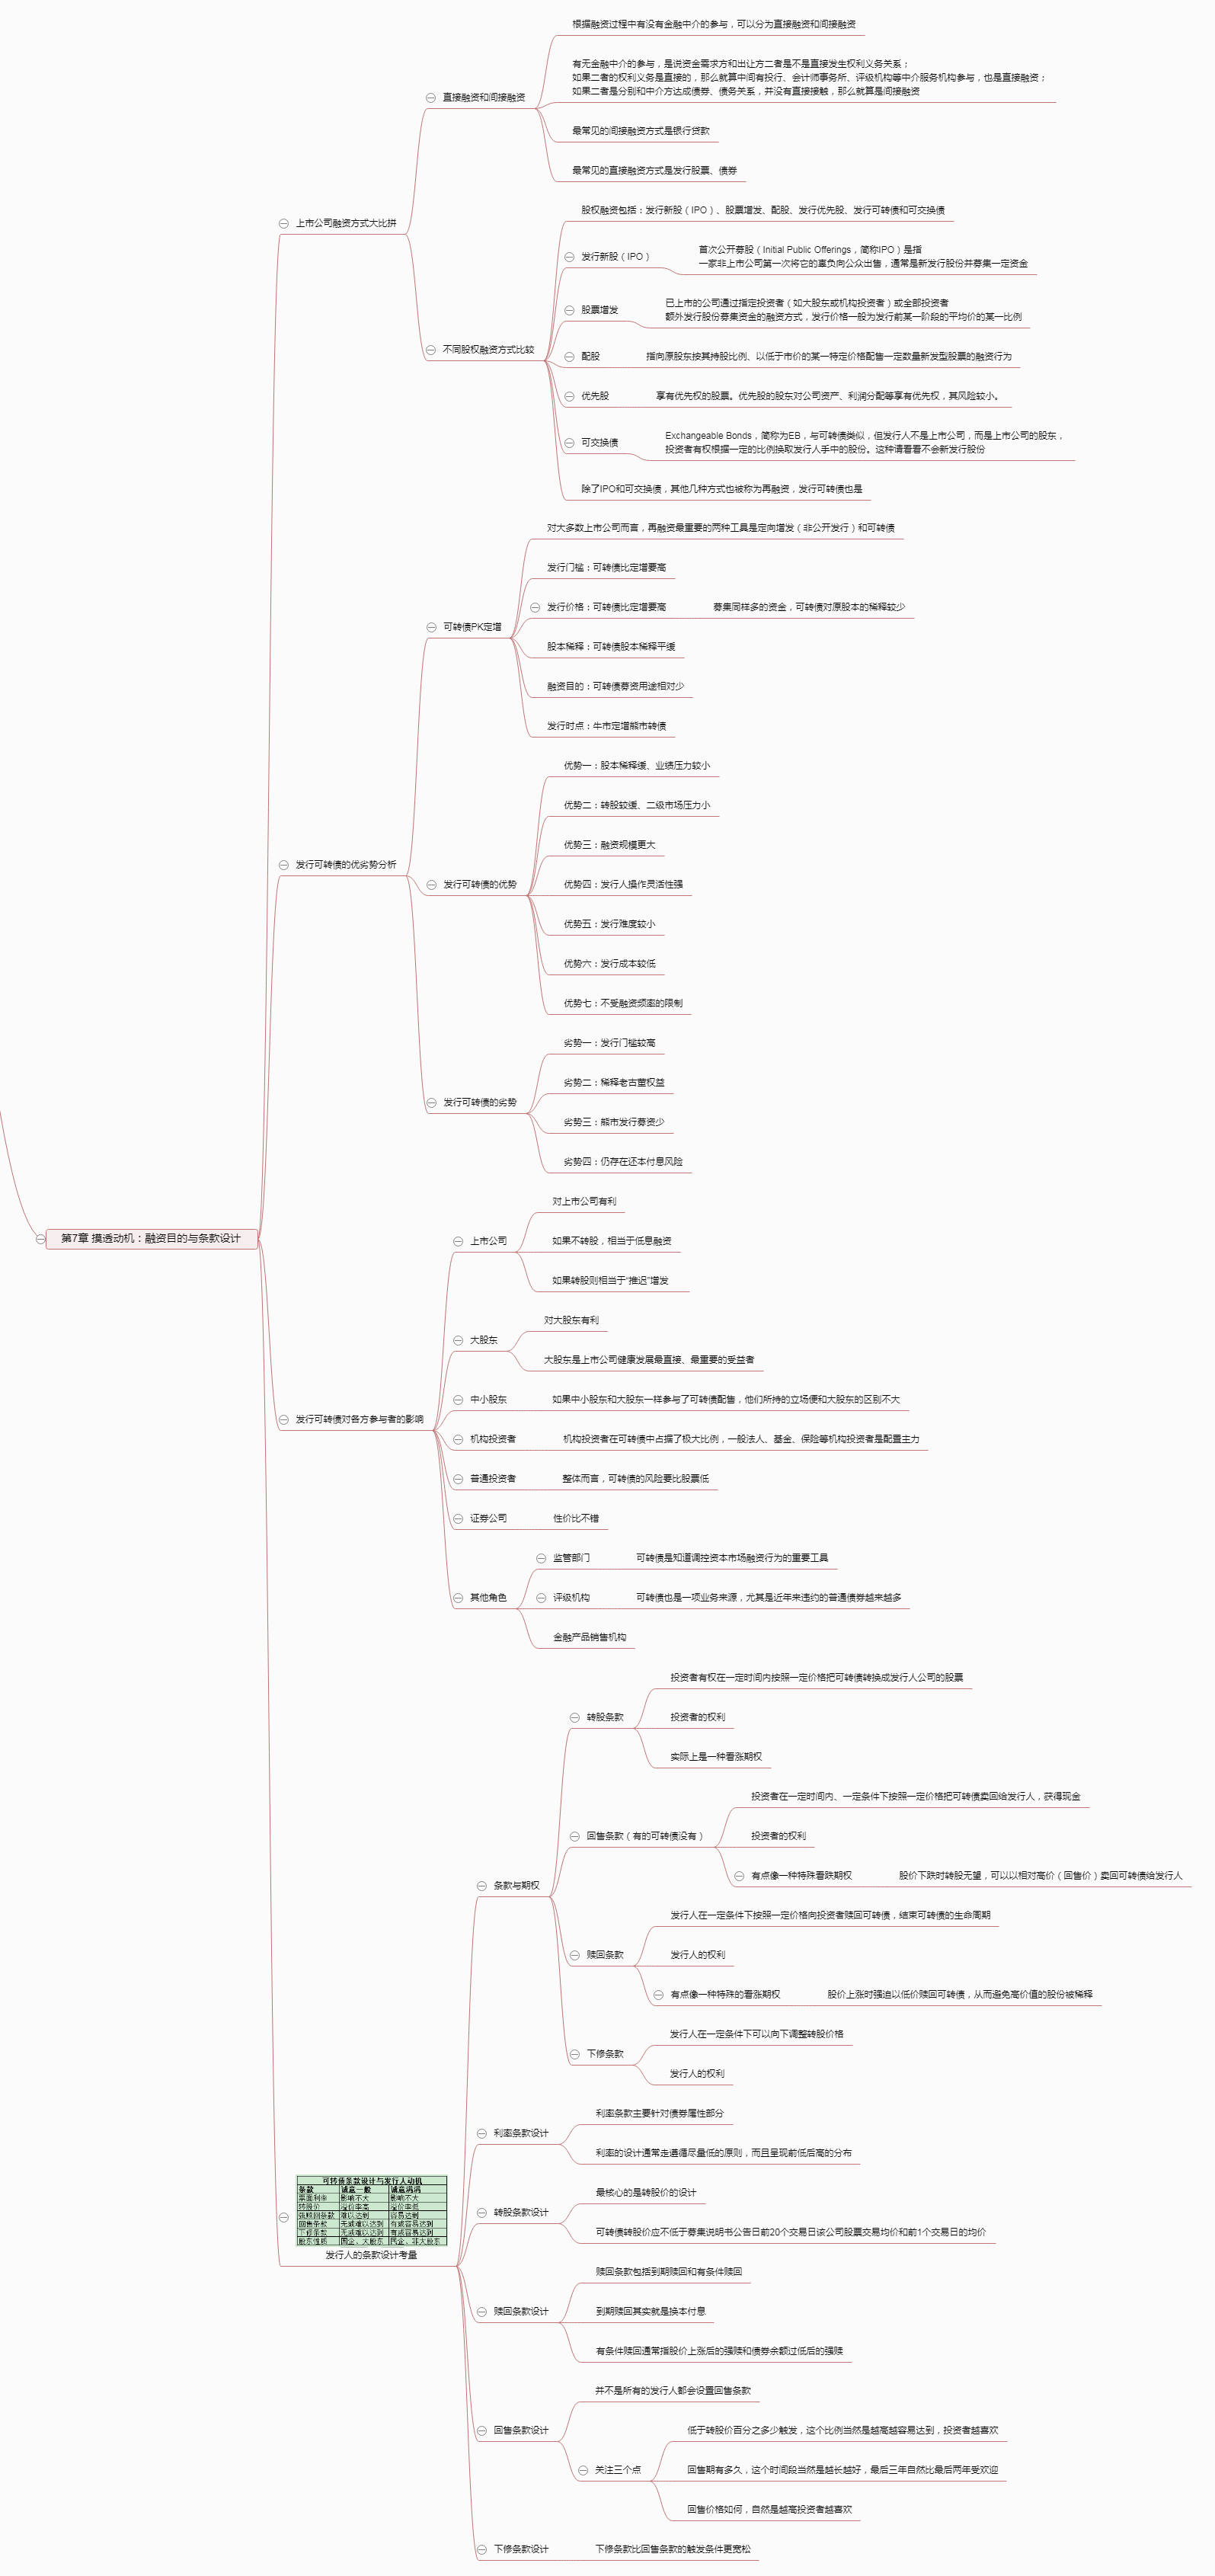 第7章 摸透动机：融资目的与条款设计
上市公司融资方式大比拼
直接融资和间接融资
根据融资过程中有没有金融中介的参与，可以分为直接融资和间接融资
有无金融中介的参与，是说资金需求方和出让方二者是不是直接发生权利义务关系；
如果二者的权利义务是直接的，那么就算中间有投行、会计师事务所、评级机构等中介服务机构参与，也是直接融资；
如果二者是分别和中介方达成债券、债务关系，并没有直接接触，那么就算是间接融资
最常见的间接融资方式是银行贷款
最常见的直接融资方式是发行股票、债券
不同股权融资方式比较
股权融资包括：发行新股（IPO）、股票增发、配股、发行优先股、发行可转债和可交换债
发行新股（IPO）
首次公开募股（Initial Public Offerings，简称IPO）是指
一家非上市公司第一次将它的辜负向公众出售，通常是新发行股份并募集一定资金
股票增发
已上市的公司通过指定投资者（如大股东或机构投资者）或全部投资者
额外发行股份募集资金的融资方式，发行价格一般为发行前某一阶段的平均价的某一比例
配股
指向原股东按其持股比例、以低于市价的某一特定价格配售一定数量新发型股票的融资行为
优先股
享有优先权的股票。优先股的股东对公司资产、利润分配等享有优先权，其风险较小。
可交换债
Exchangeable Bonds，简称为EB，与可转债类似，但发行人不是上市公司，而是上市公司的股东，
投资者有权根据一定的比例换取发行人手中的股份。这种请看看不会新发行股份
除了IPO和可交换债，其他几种方式也被称为再融资，发行可转债也是
发行可转债的优劣势分析
可转债PK定增
对大多数上市公司而言，再融资最重要的两种工具是定向增发（非公开发行）和可转债
发行门槛：可转债比定增要高
发行价格：可转债比定增要高
募集同样多的资金，可转债对原股本的稀释较少
股本稀释：可转债股本稀释平缓
融资目的：可转债募资用途相对少
发行时点：牛市定增熊市转债
发行可转债的优势
优势一：股本稀释缓、业绩压力较小
优势二：转股较缓、二级市场压力小
优势三：融资规模更大
优势四：发行人操作灵活性强
优势五：发行难度较小
优势六：发行成本较低
优势七：不受融资频率的限制
发行可转债的劣势
劣势一：发行门槛较高
劣势二：稀释老古董权益
劣势三：熊市发行募资少
劣势四：仍存在还本付息风险
发行可转债对各方参与者的影响
上市公司
对上市公司有利
如果不转股，相当于低息融资
如果转股则相当于“推迟”增发
大股东
对大股东有利
大股东是上市公司健康发展最直接、最重要的受益者
中小股东
如果中小股东和大股东一样参与了可转债配售，他们所持的立场便和大股东的区别不大
机构投资者
机构投资者在可转债中占据了极大比例，一般法人、基金、保险等机构投资者是配置主力
普通投资者
整体而言，可转债的风险要比股票低
证券公司
性价比不错
其他角色
监管部门
可转债是知道调控资本市场融资行为的重要工具
评级机构
可转债也是一项业务来源，尤其是近年来违约的普通债券越来越多
金融产品销售机构
可转债条款设计与发行人动机
条款 诚意一般 诚意满满
票面利率 影响不大 影响不大
转股价 溢价率高 溢价率低
强赎回条款 难以达到 容易达到
回售条款 无或难以达到 有或容易达到
下修条款 无或难以达到 有或容易达到
股东性质 国企、大股东 民企、非大股东
发行人的条款设计考量
条款与期权
转股条款
投资者有权在一定时间内按照一定价格把可转债转换成发行人公司的股票
投资者的权利
实际上是一种看涨期权
回售条款（有的可转债没有）
投资者在一定时间内、一定条件下按照一定价格把可转债卖回给发行人，获得现金
投资者的权利
有点像一种特殊看跌期权
股价下跌时转股无望，可以以相对高价（回售价）卖回可转债给发行人
赎回条款
发行人在一定条件下按照一定价格向投资者赎回可转债，结束可转债的生命周期
发行人的权利
有点像一种特殊的看涨期权
股价上涨时强迫以低价赎回可转债，从而避免高价值的股份被稀释
下修条款
发行人在一定条件下可以向下调整转股价格
发行人的权利
利率条款设计
利率条款主要针对债券属性部分
利率的设计通常走遵循尽量低的原则，而且呈现前低后高的分布
转股条款设计
最核心的是转股价的设计
可转债转股价应不低于募集说明书公告日前20个交易日该公司股票交易均价和前1个交易日的均价
赎回条款设计
赎回条款包括到期赎回和有条件赎回
到期赎回其实就是换本付息
有条件赎回通常指股价上涨后的强赎和债券余额过低后的强赎
回售条款设计
并不是所有的发行人都会设置回售条款
关注三个点
低于转股价百分之多少触发，这个比例当然是越高越容易达到，投资者越喜欢
回售期有多久，这个时间段当然是越长越好，最后三年自然比最后两年受欢迎
回售价格如何，自然是越高投资者越喜欢
下修条款设计
下修条款比回售条款的触发条件更宽松